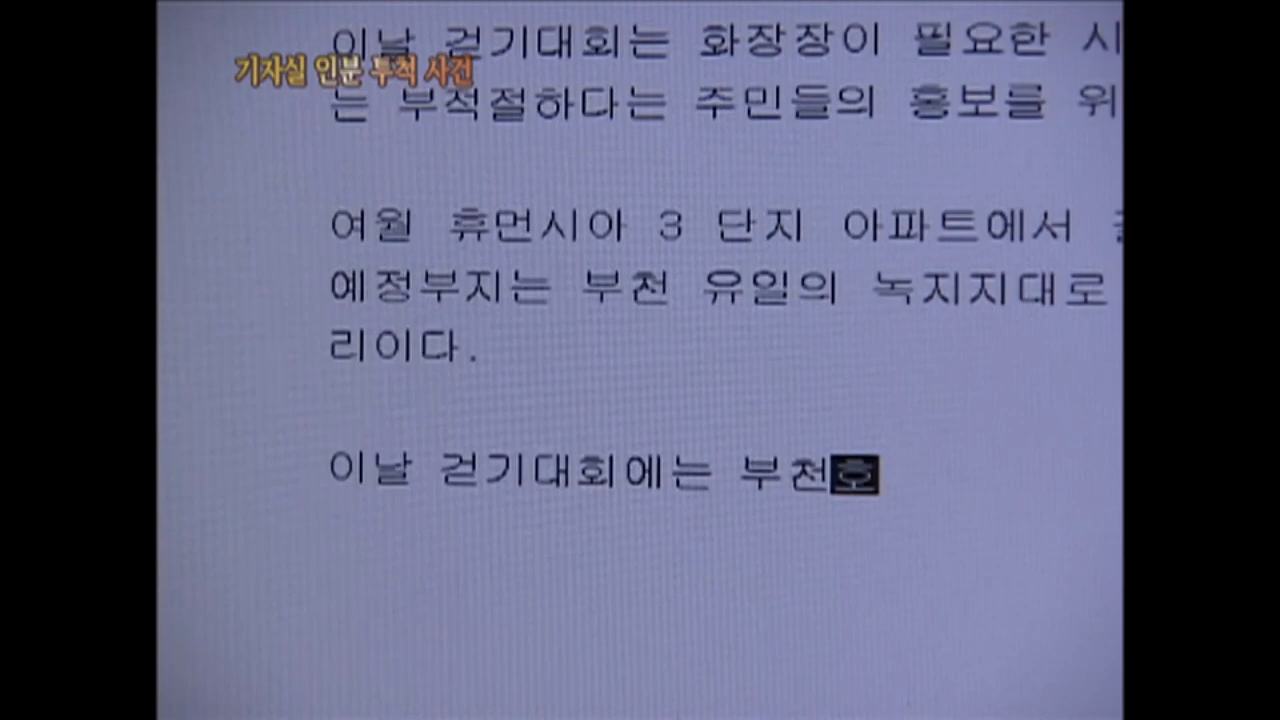 이날 걷기대회는 화장장이 필요한 시
기자실 인분 투척 사건
는 부적절하다는 주민들의 홍보를 위
여월 휴먼시아 3 단지 아파트에서
예정부지는 부천 유일의 녹지지대로
리이다.
이날 걷기대회에는 부천호